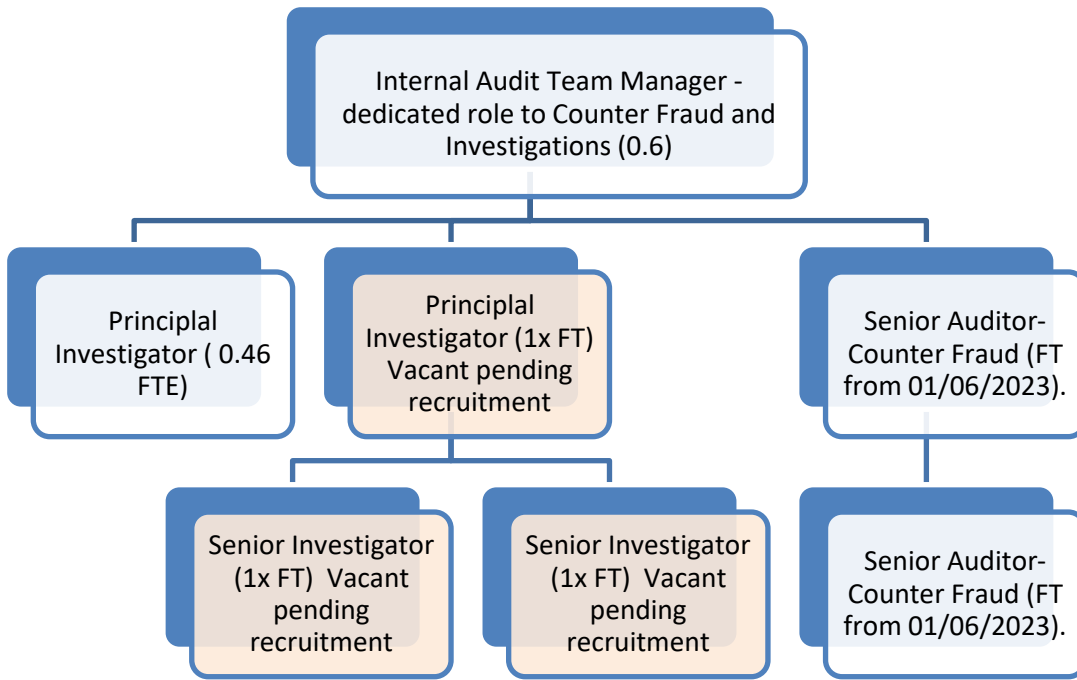 Internal Audit Team Manager -
dedicated role to Counter Fraud and
Investigations (0.6)
Principlal
Investigator ( 0.46
FTE)
Principlal
Investigator (1x FT)
Vacant pending
recruitment
Senior Auditor-
Counter Fraud (FT
from 01/06/2023).
Senior Investigator
(1x FT)  Vacant
pending
recruitment
Senior Investigator
(1x FT)  Vacant
pending
recruitment
Senior Auditor-
Counter Fraud (FT
from 01/06/2023).